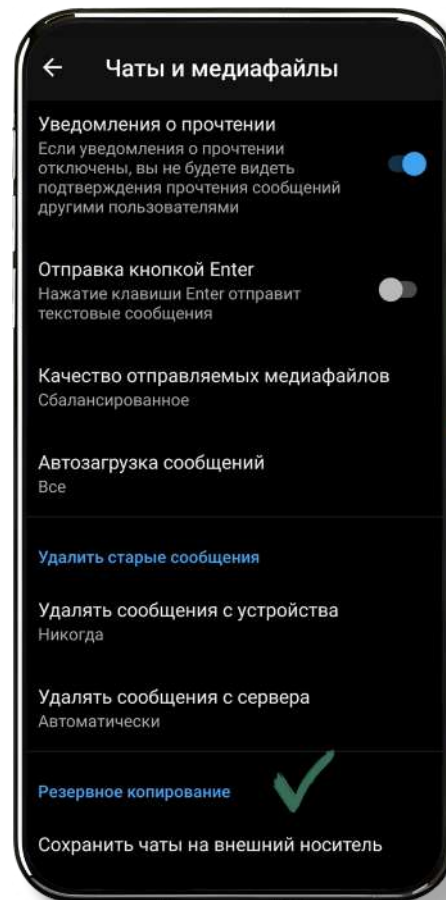 Чаты и медиафайлы
Уведомления о прочтении
Если уведомления о прочтении
отключены, вы не будете видеть
подтверждения прочтения сообщений
другими пользователями
Отправка кнопкой Enter
Нажатие клавиши Enter отправит
текстовые сообщения
Качество отправляемых медиафайлов
Сбалансированное
Автозагрузка сообщений
Все
Удалить старые сообщения
Удалять сообщения с устройства
Никогда
Удалять сообщения с сервера
Автоматически
Резервное копирование
Сохранить чаты на внешний носитель